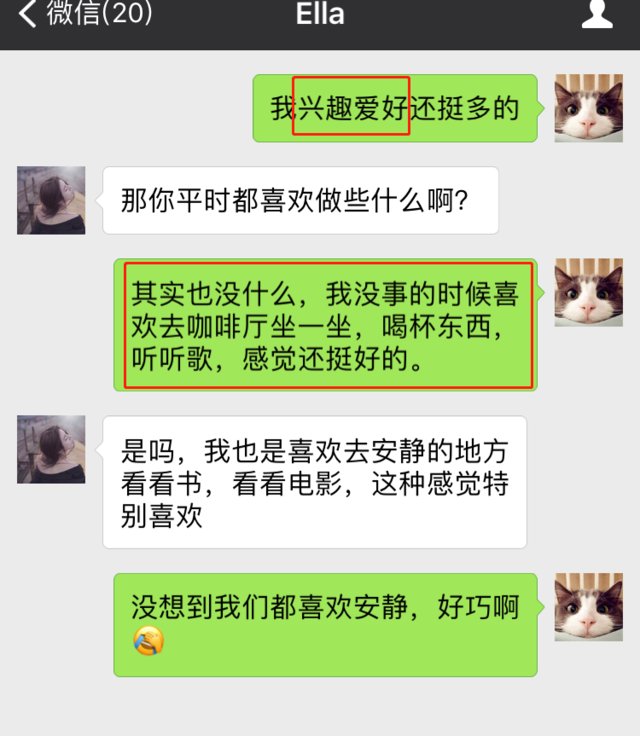 微信(20)
Ella
我兴趣爱好还挺多的
那你平时都喜欢做些什么啊?
其实也没什么，我没事的时候喜
欢去咖啡厅坐一坐，喝杯东西，
听听歌，感觉还挺好的。
是吗，我也是喜欢去安静的地方
看看书，看看电影，这种感觉特
别喜欢
没想到我们都喜欢安静，好巧啊
😂